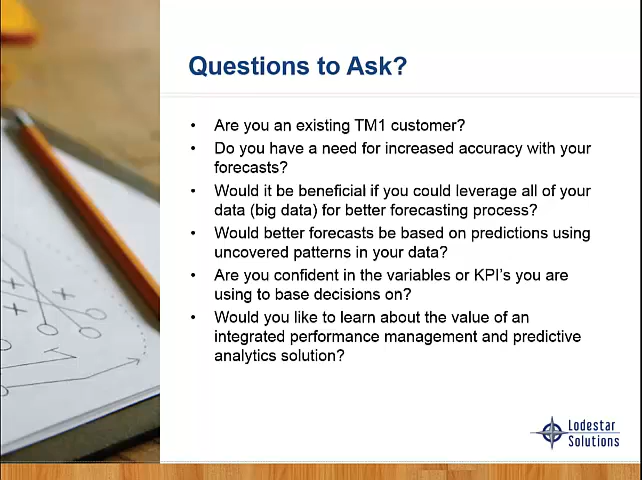 Questions to Ask?
• Are you an existing TM1 customer?
• Do you have a need for increased accuracy with your
forecasts?
• Would it be beneficial if you could leverage all of your
data (big data) for better forecasting process?
• Would better forecasts be based on predictions using
uncovered patterns in your data?
• Are you confident in the variables or KPI's you are
using to base decisions on?
• Would you like to learn about the value of an
integrated performance management and predictive
analytics solution?
Lodestar
Solutions